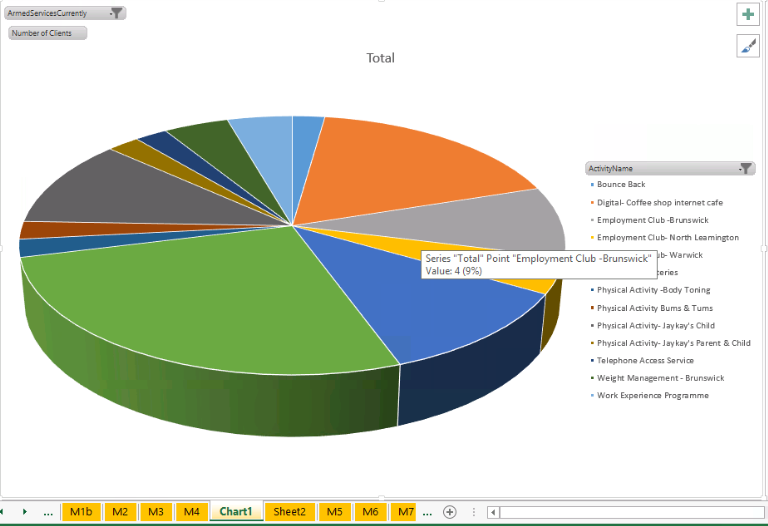 ArmedServicesCurrently
Number of Clients
Total
ActivityName
Bounce Back
Digital- Coffee shop internet cafe
Employment Club -Brunswick
Employment Club- North Leamington
ub- Warwick
teries
Physical Activity -Body Toning
Physical Activity Bums & Tums
Physical Activity- Jaykay's Child
Physical Activity- Jaykay's Parent & Child
Telephone Access Service
Weight Management - Brunswick
Work Experience Programme
Series "Total" Point "Employment Club -Brunswick"
Value: 4 (9%)
... M1b M2 M3 M4 Chart1 Sheet2 M5 M6 M7 ...